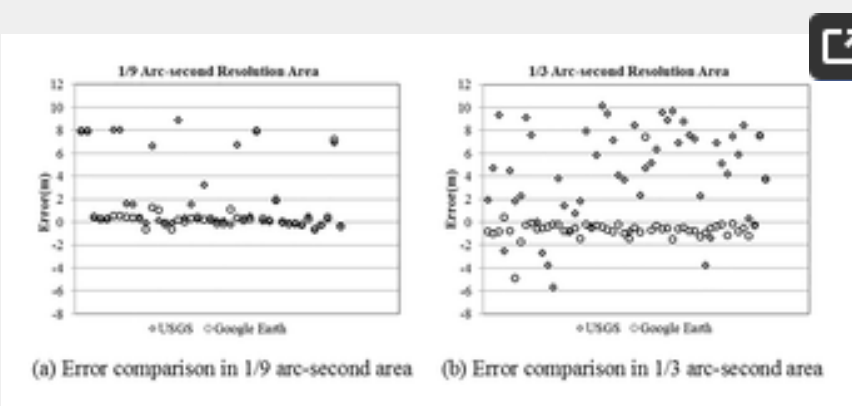 1/9 Arc-second Resolution Area
12
10
8
6
4
2
0
-2
-4
-6
-8
Error(m)
USGS Google Earth
(a) Error comparison in 1/9 arc-second area
1/3 Arc-second Resolution Area
12
10
8
6
4
2
0
-2
-4
-6
-8
Error(m)
USGS Google Earth
(b) Error comparison in 1/3 arc-second area